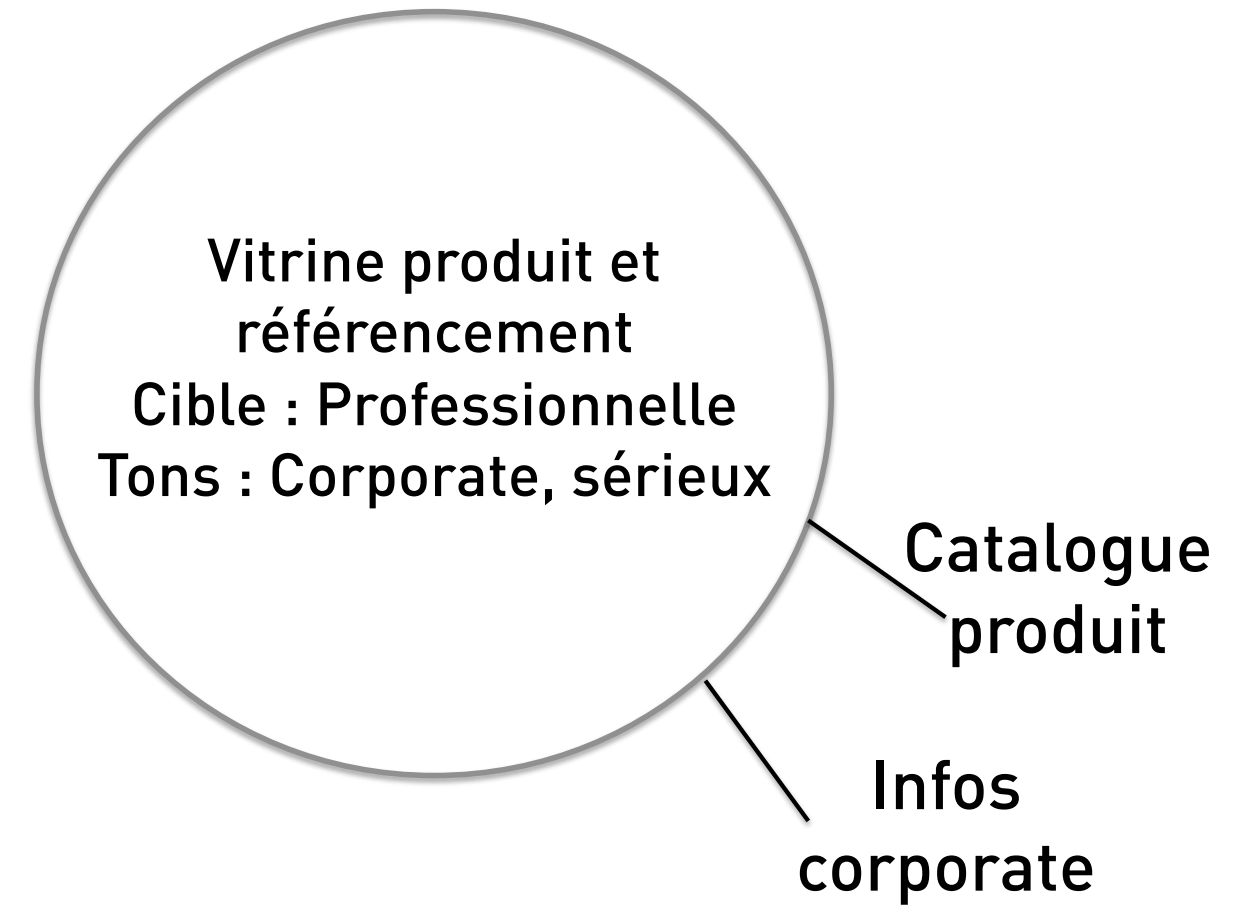 Vitrine produit et
référencement
Cible : Professionnelle
Tons : Corporate, sérieux
Catalogue
produit
Infos
corporate